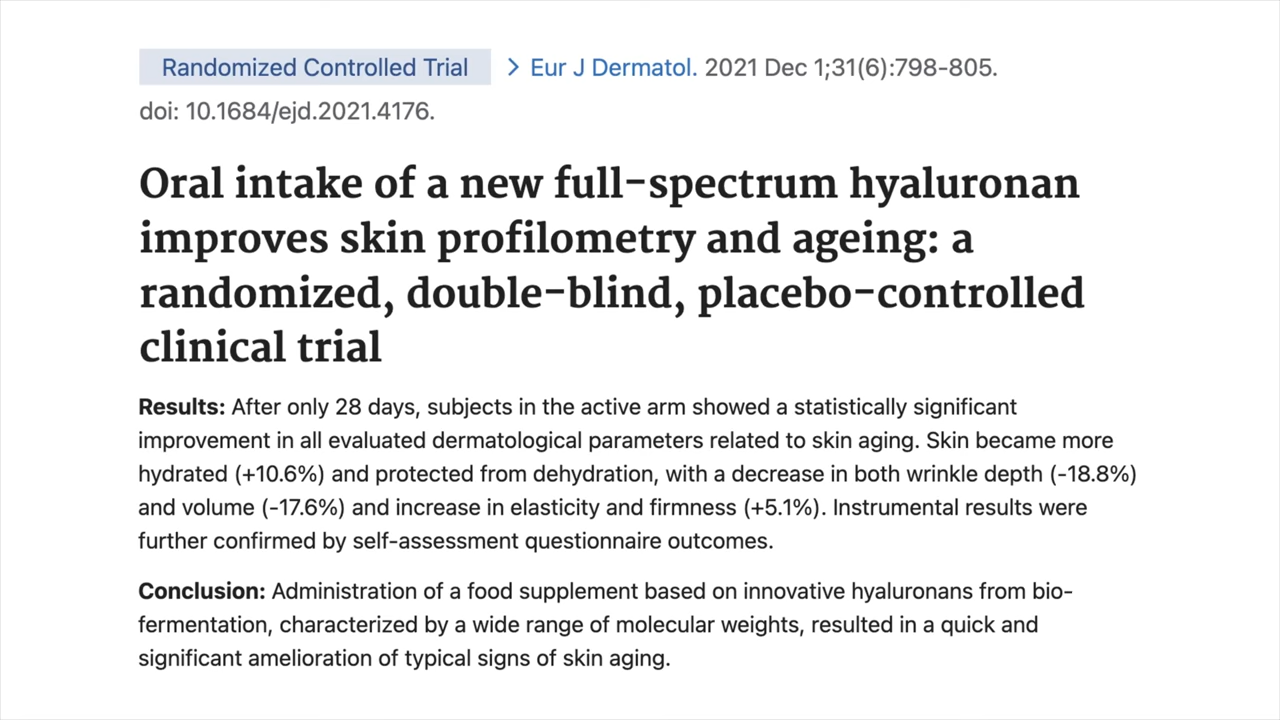 Randomized Controlled Trial > Eur J Dermatol. 2021 Dec 1;31(6):798-805.
doi: 10.1684/ejd.2021.4176.
Oral intake of a new full-spectrum hyaluronan
improves skin profilometry and ageing: a
randomized, double-blind, placebo-controlled
clinical trial
Results: After only 28 days, subjects in the active arm showed a statistically significant
improvement in all evaluated dermatological parameters related to skin aging. Skin became more
hydrated (+10.6%) and protected from dehydration, with a decrease in both wrinkle depth (-18.8%)
and volume (-17.6%) and increase in elasticity and firmness (+5.1%). Instrumental results were
further confirmed by self-assessment questionnaire outcomes.
Conclusion: Administration of a food supplement based on innovative hyaluronans from bio-
fermentation, characterized by a wide range of molecular weights, resulted in a quick and
significant amelioration of typical signs of skin aging.